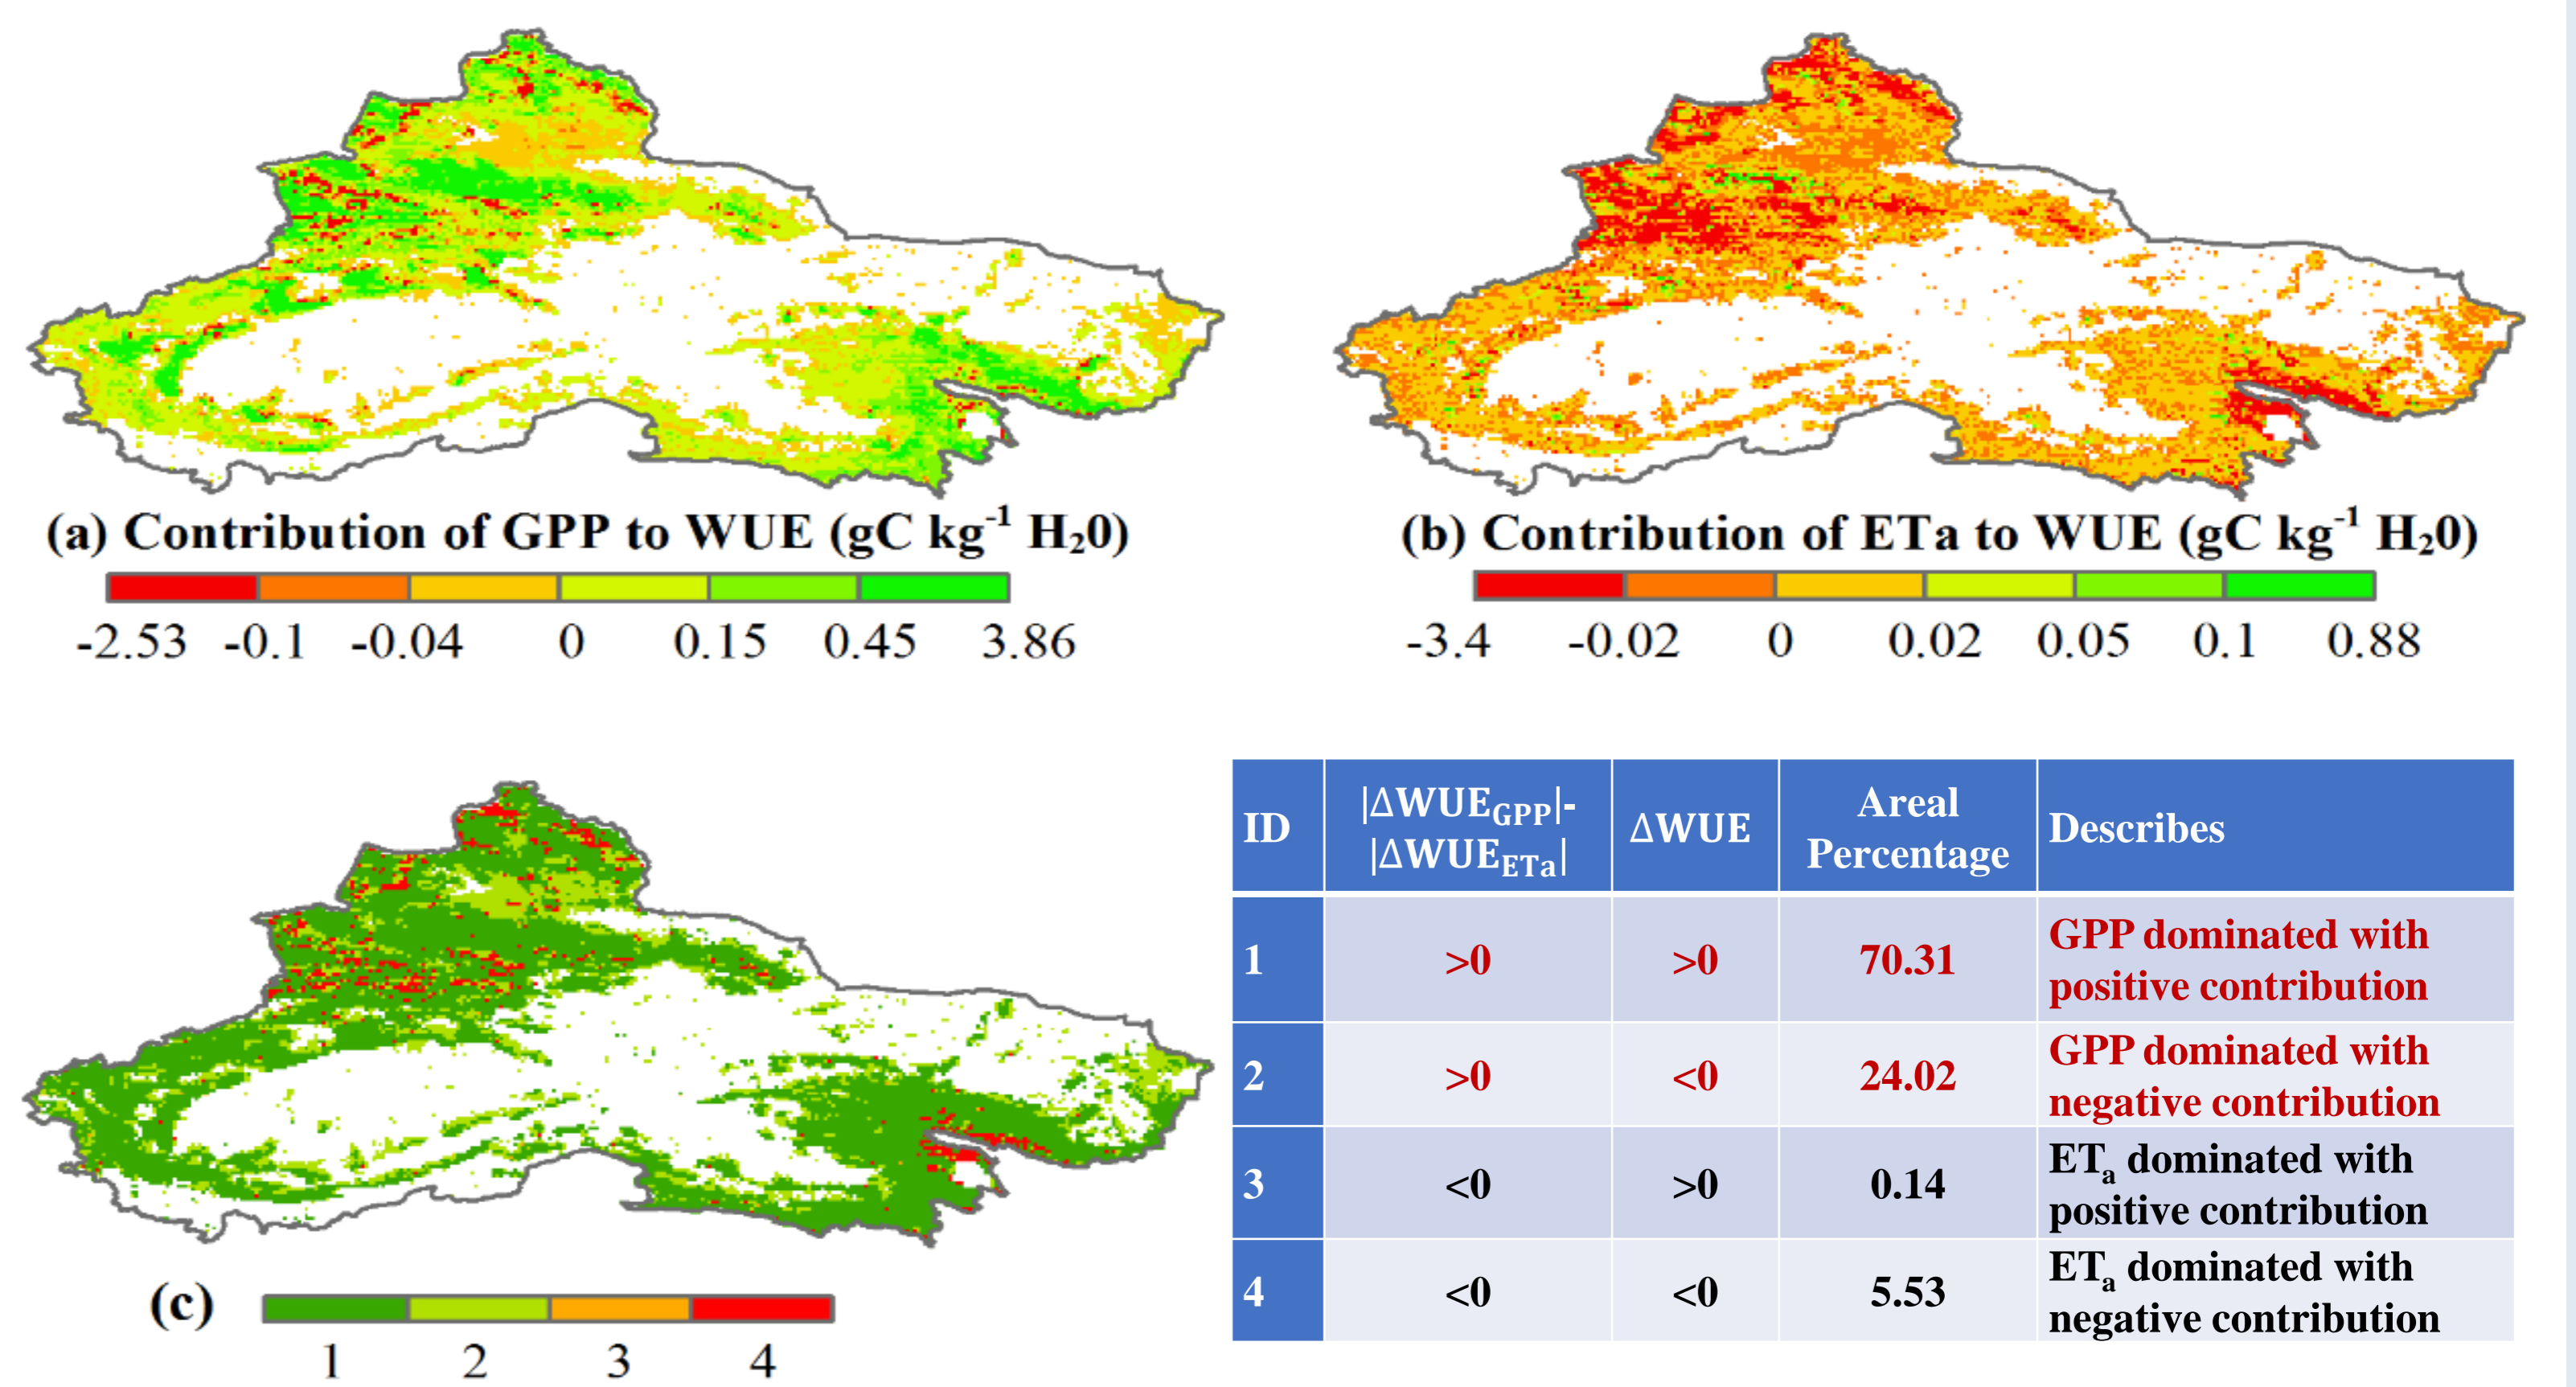 (a) Contribution of GPP to WUE (gC kg⁻¹ H₂0)
-2.53 -0.1 -0.04 0 0.15 0.45 3.86
(b) Contribution of ETa to WUE (gC kg⁻¹ H₂0)
-3.4 -0.02 0 0.02 0.05 0.1 0.88
(c)
1 2 3 4
ID |ΔWUE_GPP|-|ΔWUE_ETa| ΔWUE Areal Percentage Describes
1 >0 >0 70.31 GPP dominated with
positive contribution
2 >0 <0 24.02 GPP dominated with
negative contribution
3 <0 >0 0.14 ETₐ dominated with
positive contribution
4 <0 <0 5.53 ETₐ dominated with
negative contribution